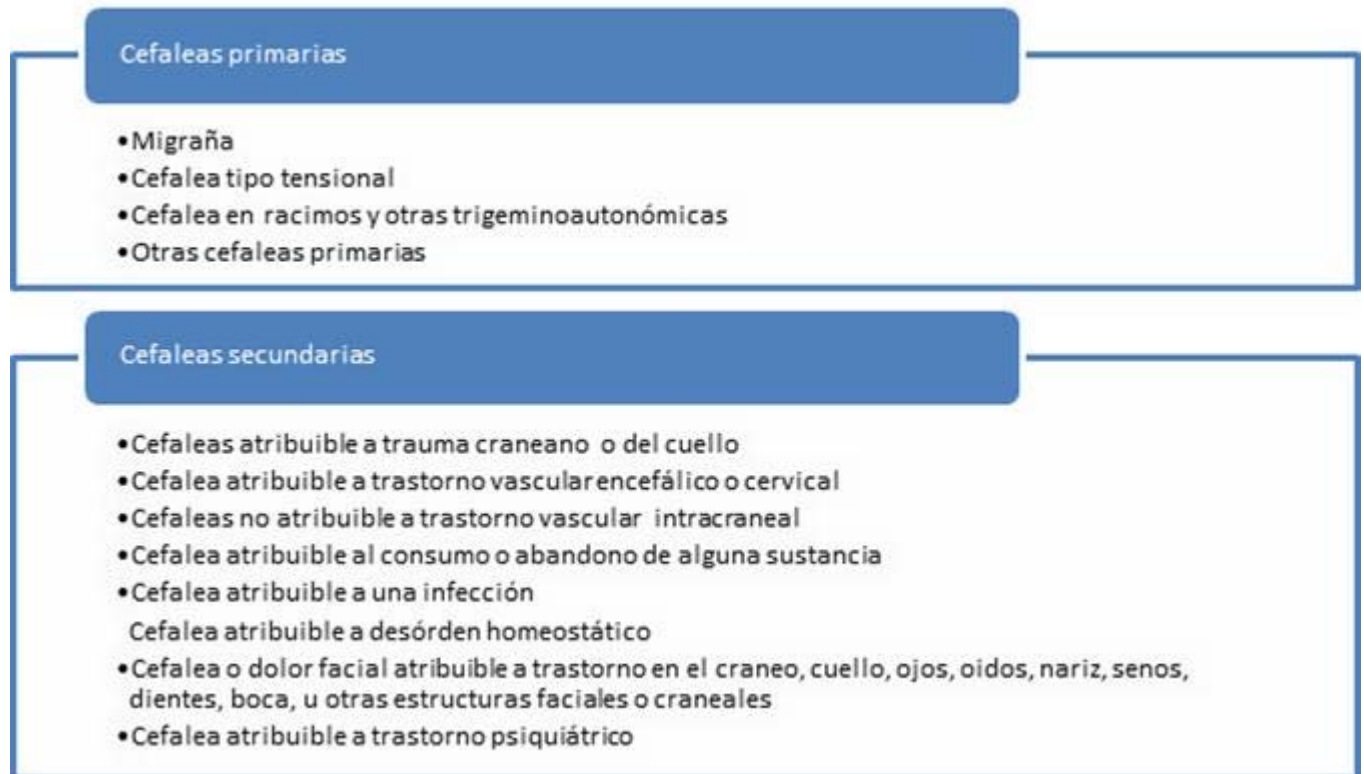 Cefaleas primarias
•Migraña
•Cefalea tipo tensional
•Cefalea en racimos y otras trigeminoautonómicas
•Otras cefaleas primarias
Cefaleas secundarias
•Cefaleas atribuible a trauma craneano o del cuello
•Cefalea atribuible a trastorno vascular encefálico o cervical
•Cefaleas no atribuible a trastorno vascular intracraneal
•Cefalea atribuible al consumo o abandono de alguna sustancia
•Cefalea atribuible a una infección
Cefalea atribuible a desórden homeostático
•Cefalea o dolor facial atribuible a trastorno en el craneo, cuello, ojos, oidos, nariz, senos,
dientes, boca, u otras estructuras faciales o craneales
•Cefalea atribuible a trastorno psiquiátrico